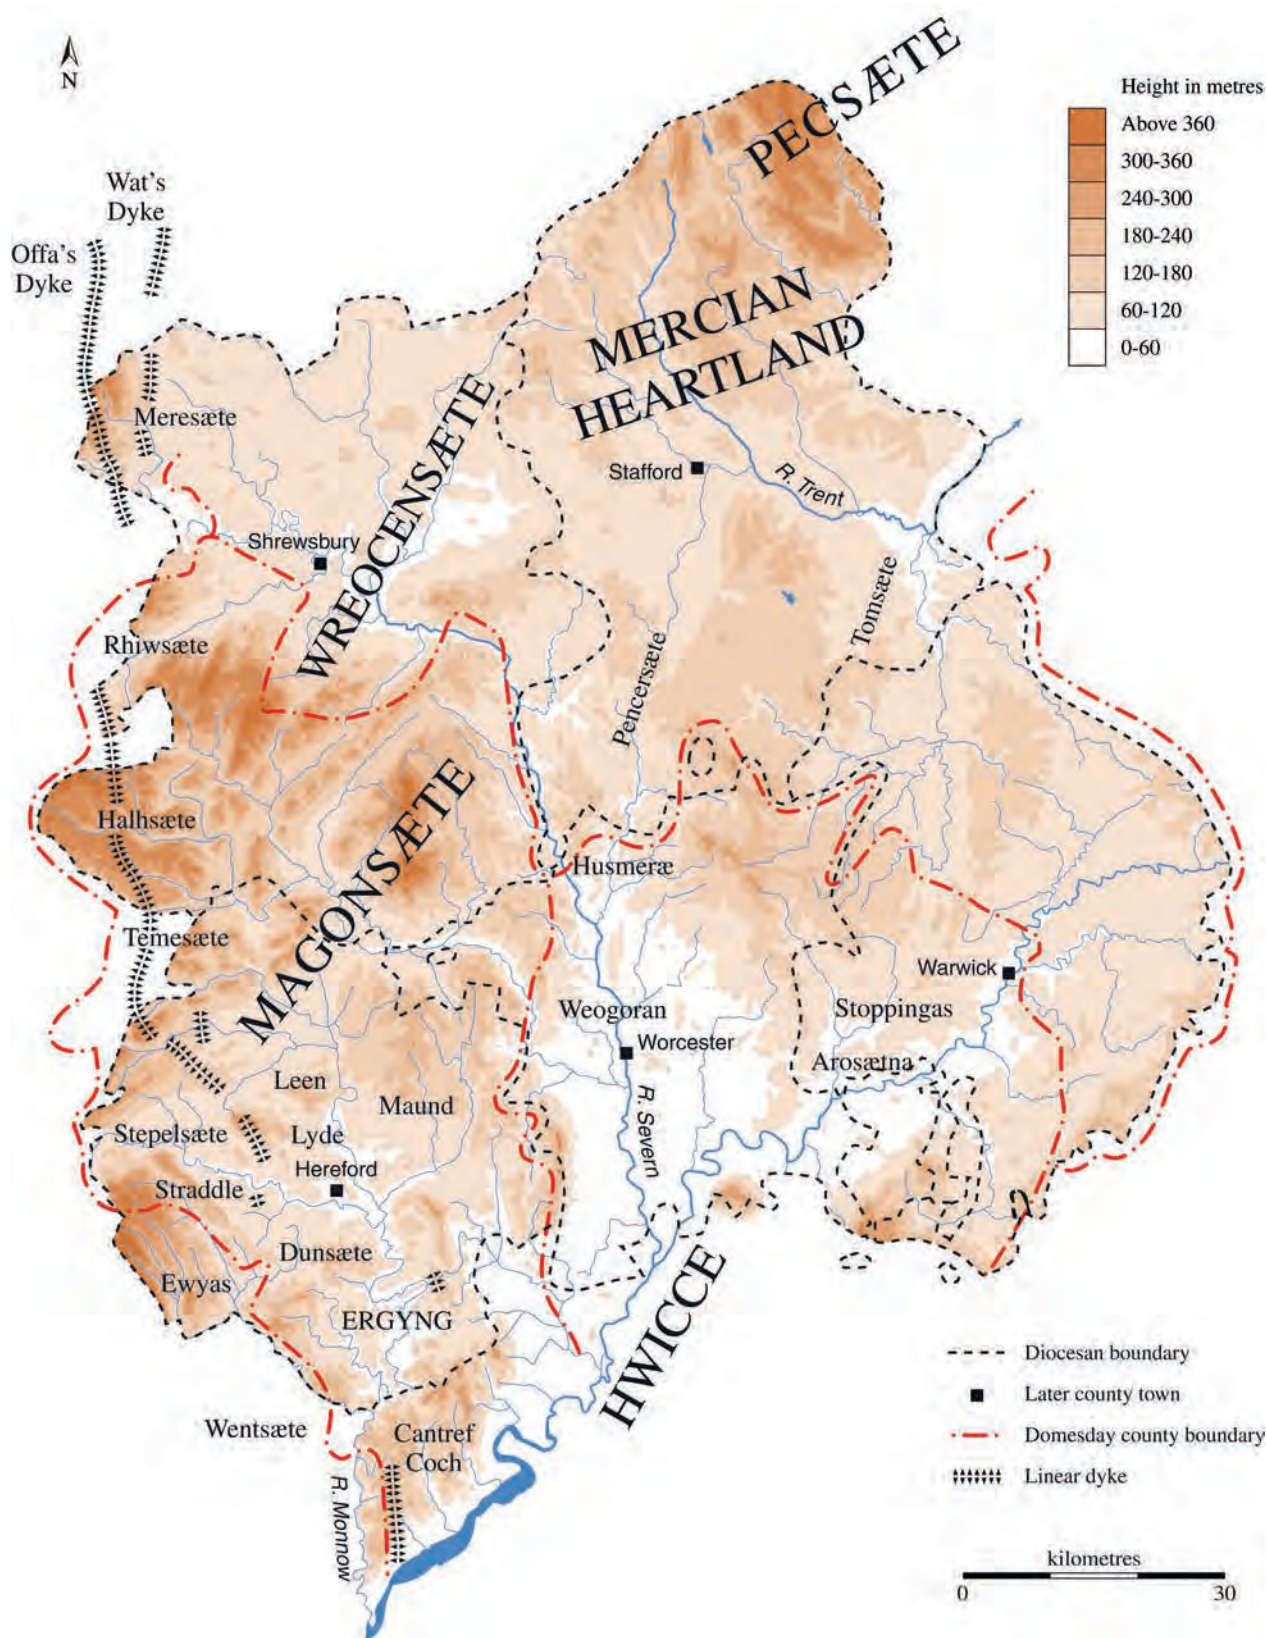 N
PECSÆTE
Height in metres
Above 360
300-360
240-300
180-240
120-180
60-120
0-60
Wat's
Dyke
Offa's
Dyke
MERCIAN
HEARTLAND
Meresæte
WREOCENSÆTE
Stafford
R. Trent
Shrewsbury
Tomsæte
Rhiwsæte
Pencersæte
Halhsæte
MAGONSÆTE
Husmeræ
Temesæte
Warwick
Weogoran
Stoppingas
Worcester
Arosætna
Leen
Maund
R. Severn
Stepelsæte
Lyde
Hereford
Straddle
Dunsæte
Ewyas
ERGYNG
HWICCE
Wentsæte
Cantref
Coch
R. Monnow
Diocesan boundary
Later county town
Domesday county boundary
Linear dyke
kilometres
0
30